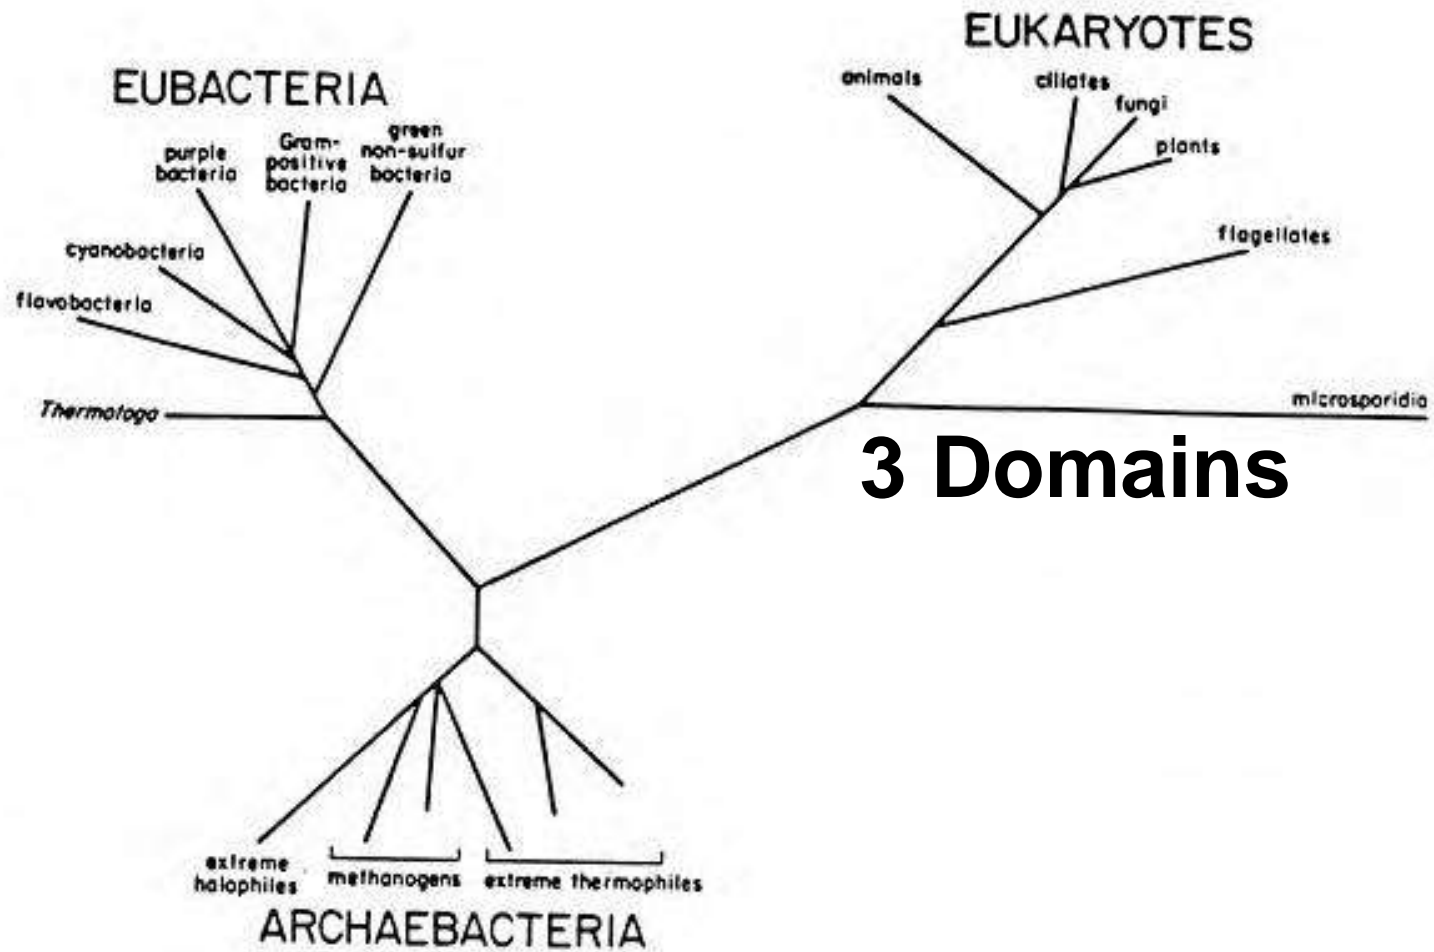 EUKARYOTES
animals
ciliates
fungi
plants
flagellates
microsporidia
EUBACTERIA
purple
bacteria
Gram-
positive
bacteria
green
non-sulfur
bacteria
cyanobacteria
flavobacteria
Thermotoga
3 Domains
extreme
halophiles
methanogens
extreme thermophiles
ARCHAEBACTERIA